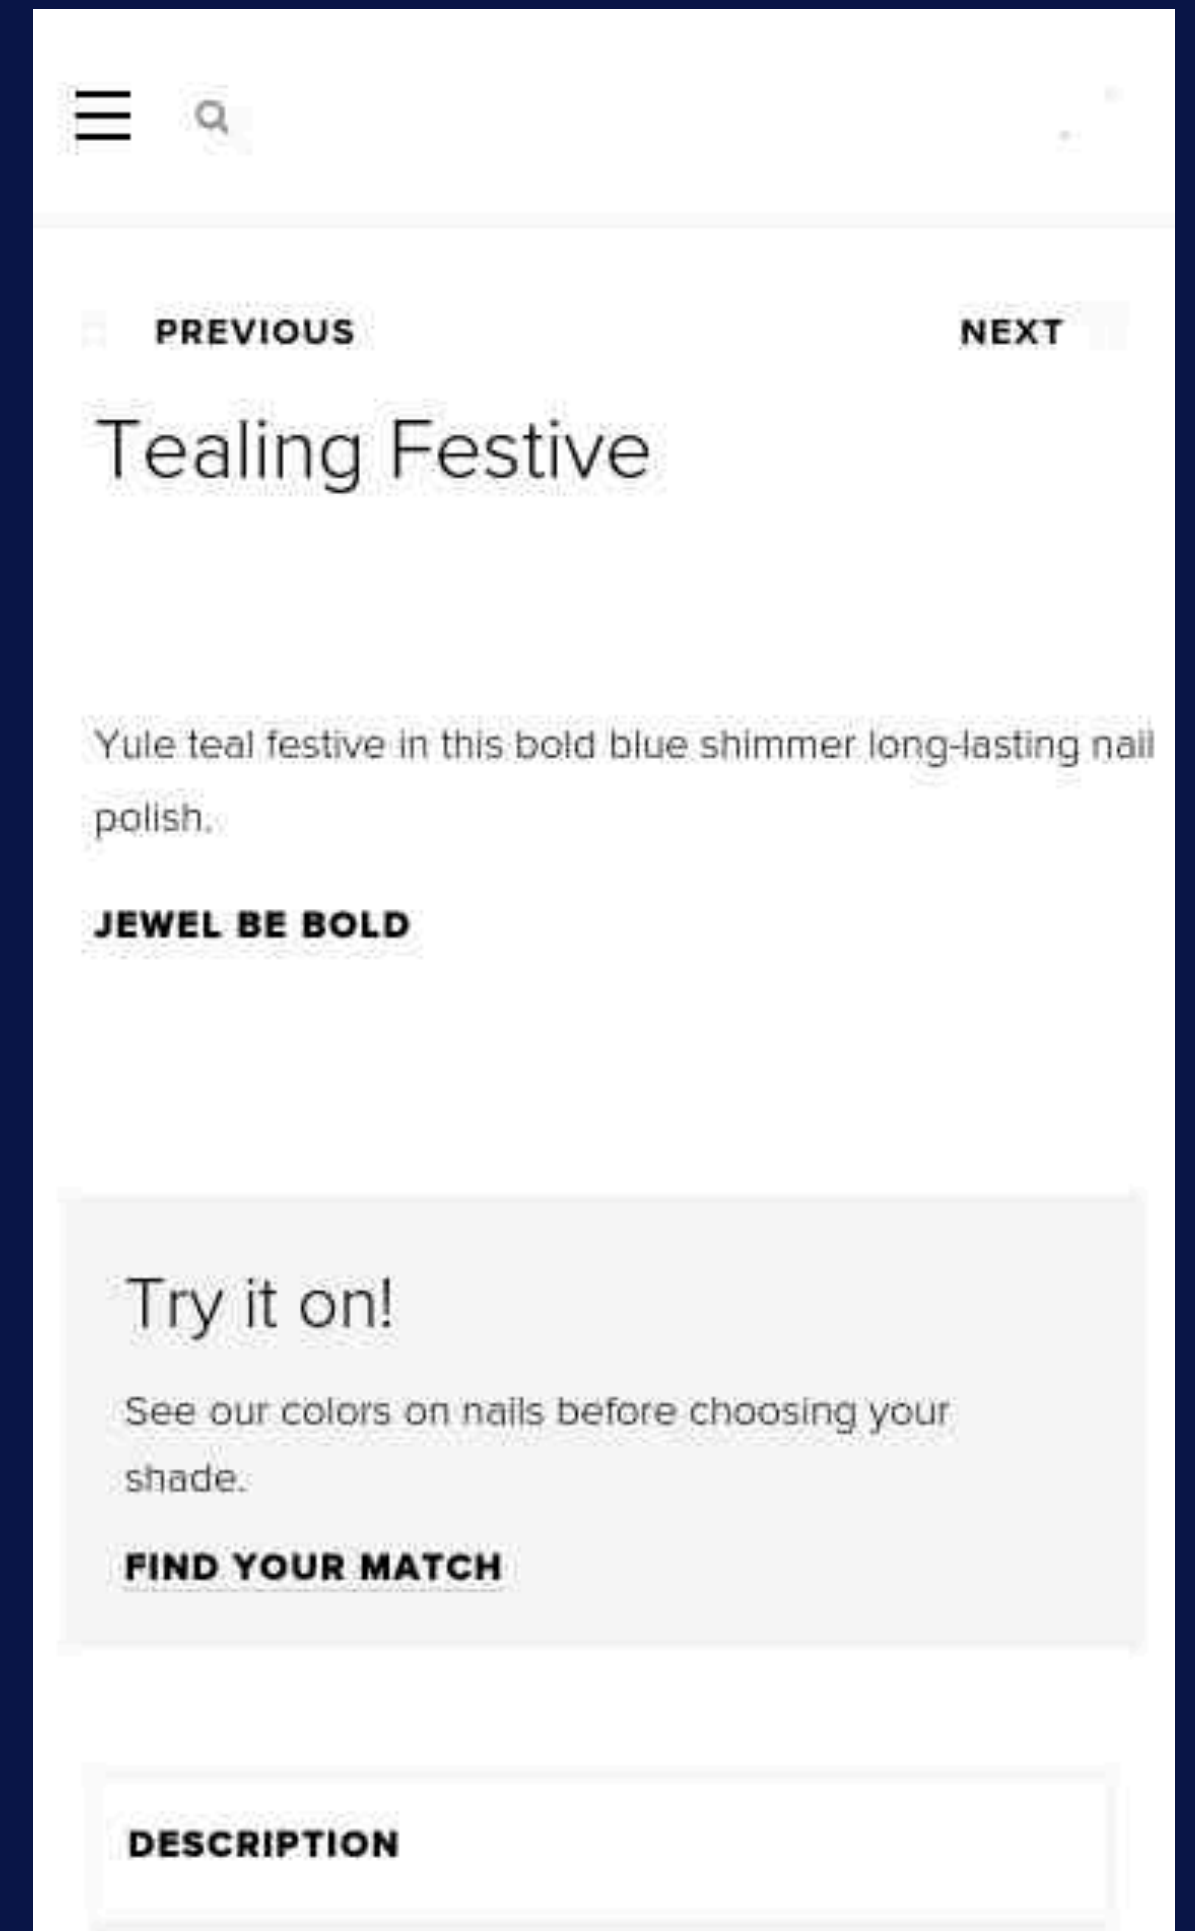 PREVIOUS
NEXT
Tealing Festive
Yule teal festive in this bold blue shimmer long-lasting nail
polish.
JEWEL BE BOLD
Try it on!
See our colors on nails before choosing your
shade.
FIND YOUR MATCH
DESCRIPTION